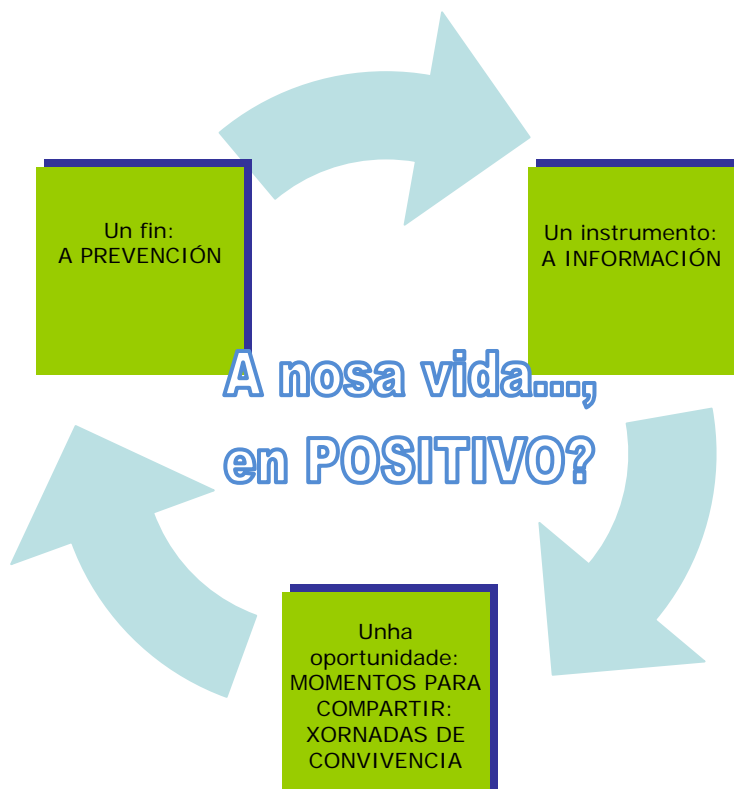 Un fin:
A PREVENCIÓN
Un instrumento:
A INFORMACIÓN
A nosa vida...,
en POSITIVO?
Unha
oportunidade:
MOMENTOS PARA
COMPARTIR:
XORNADAS DE
CONVIVENCIA